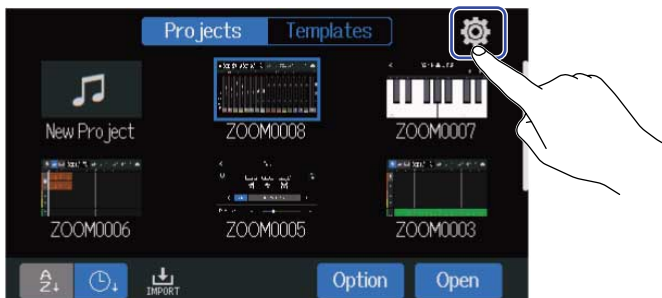 Projects Templates
New Project ZOOM0008 ZOOM0007
ZOOM0006 ZOOM0005 ZOOM0003
A
Z
IMPORT Option Open